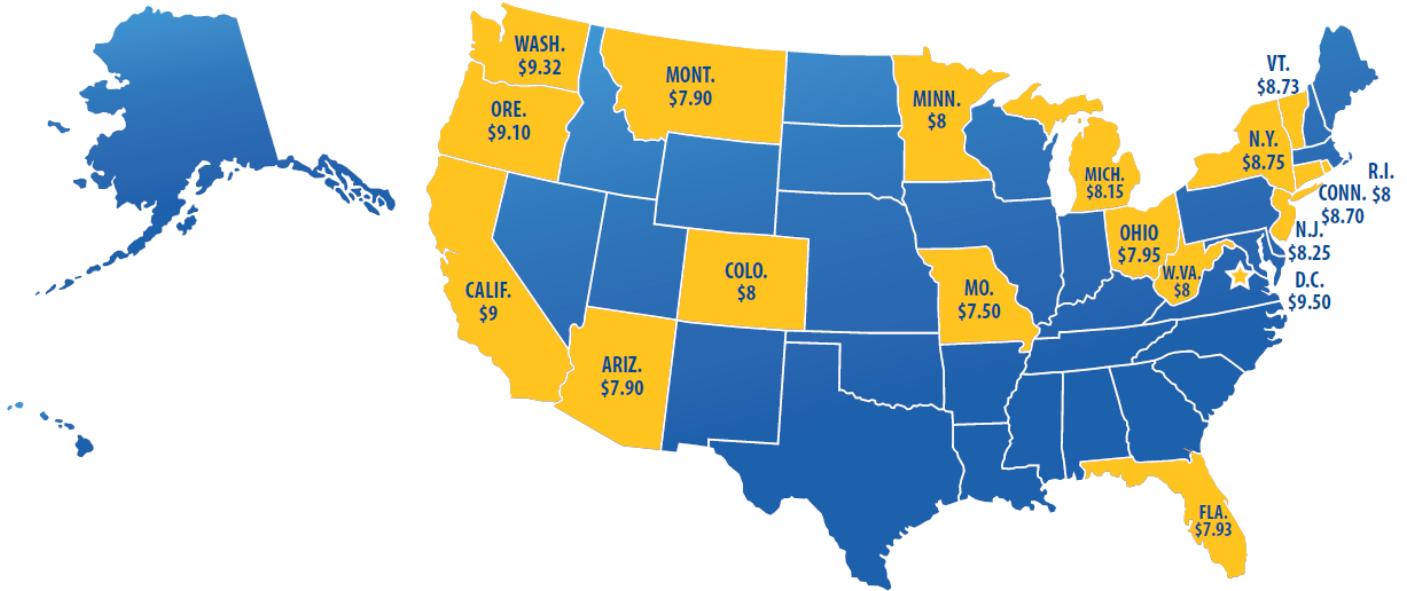 WASH.
$9.32
MONT.
$7.90
ORE.
$9.10
MINN.
$8
VT.
$8.73
N.Y.
$8.75
MICH.
$8.15
R.I.
$8
CONN.
$8.70
OHIO
$7.95
N.J.
$8.25
W.VA.
$8
D.C.
$9.50
COLO.
$8
CALIF.
$9
MO.
$7.50
ARIZ.
$7.90
FLA.
$7.93